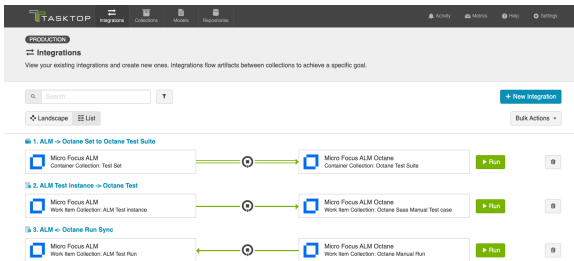 TASKTOP
Integrations
Collections
Models
Repositories
Activity
Metrics
Help
Settings
PRODUCTION
Integrations
View your existing integrations and create new ones. Integrations flow artifacts between collections to achieve a specific goal.
Search
+ New Integration
Landscape
List
Bulk Actions
1. ALM -> Octane Set to Octane Test Suite
Micro Focus ALM
Container Collection: Test Set
Micro Focus ALM Octane
Container Collection: Octane Test Suite
Run
2. ALM Test instance -> Octane Test
Micro Focus ALM
Work Item Collection: ALM Test instance
Micro Focus ALM Octane
Work Item Collection: Octane Saas Manual Test case
Run
3. ALM <- Octane Run Sync
Micro Focus ALM
Work Item Collection: ALM Test Run
Micro Focus ALM Octane
Work Item Collection: Octane Manual Run
Run